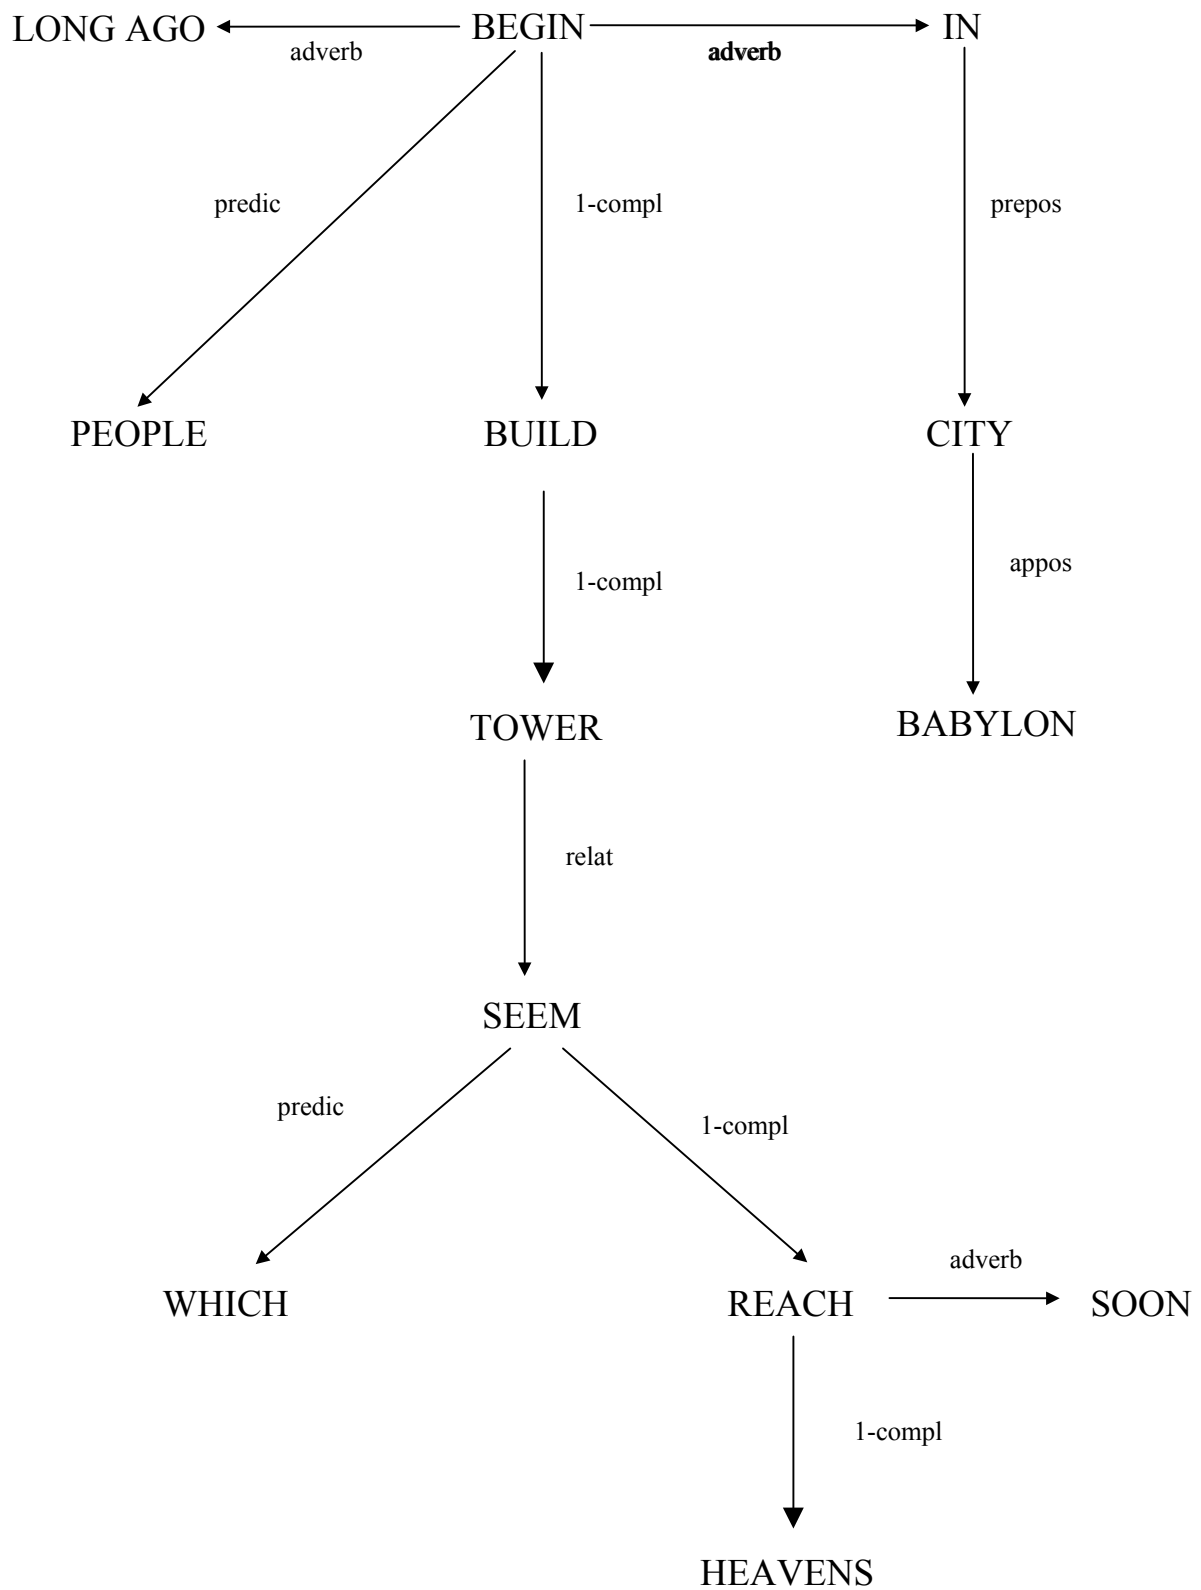 LONG AGO BEGIN IN
adverb adverb
predic 1-compl prepos
PEOPLE BUILD CITY
appos
1-compl
TOWER BABYLON
relat
SEEM
predic 1-compl
adverb
WHICH REACH SOON
1-compl
HEAVENS